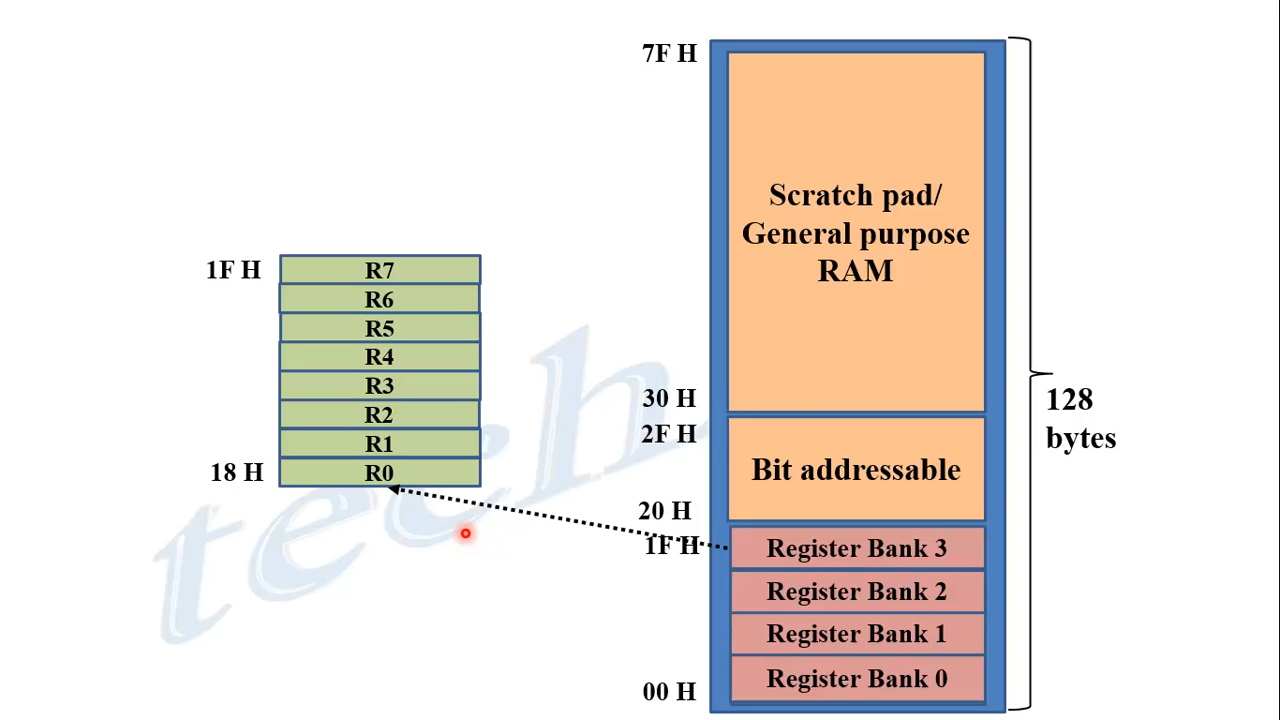 7F H
Scratch pad/
General purpose
RAM
1F H
R7
R6
R5
R4
R3
R2
R1
18 H
R0
30 H
2F H
Bit addressable
20 H
1F H
Register Bank 3
Register Bank 2
Register Bank 1
Register Bank 0
00 H
128
bytes
tech